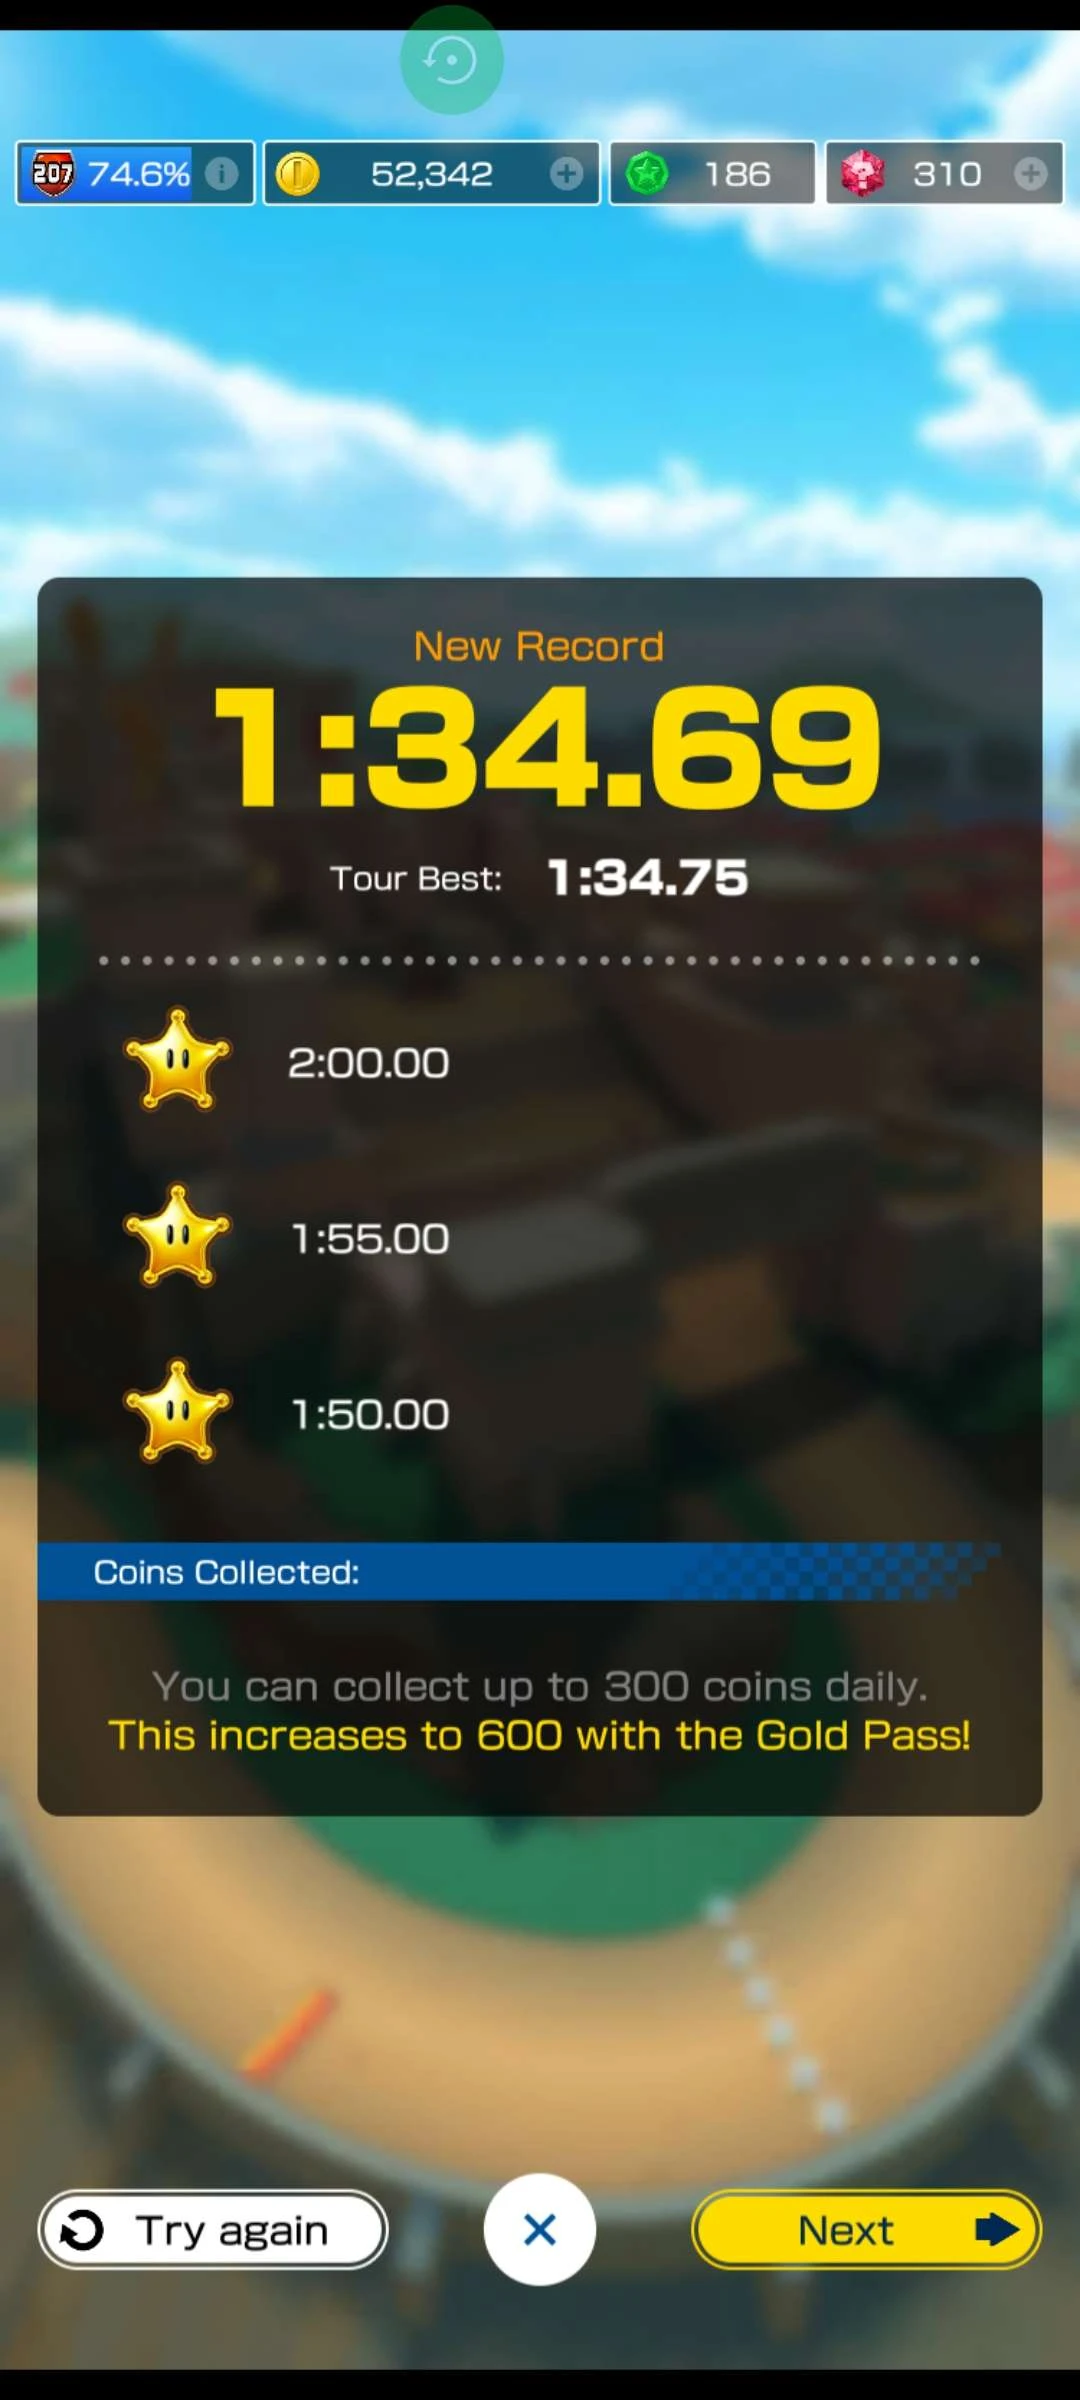 207 74.6% 52,342 186 310
New Record
1:34.69
Tour Best: 1:34.75
2:00.00
1:55.00
1:50.00
Coins Collected:
You can collect up to 300 coins daily.
This increases to 600 with the Gold Pass!
Try again Next